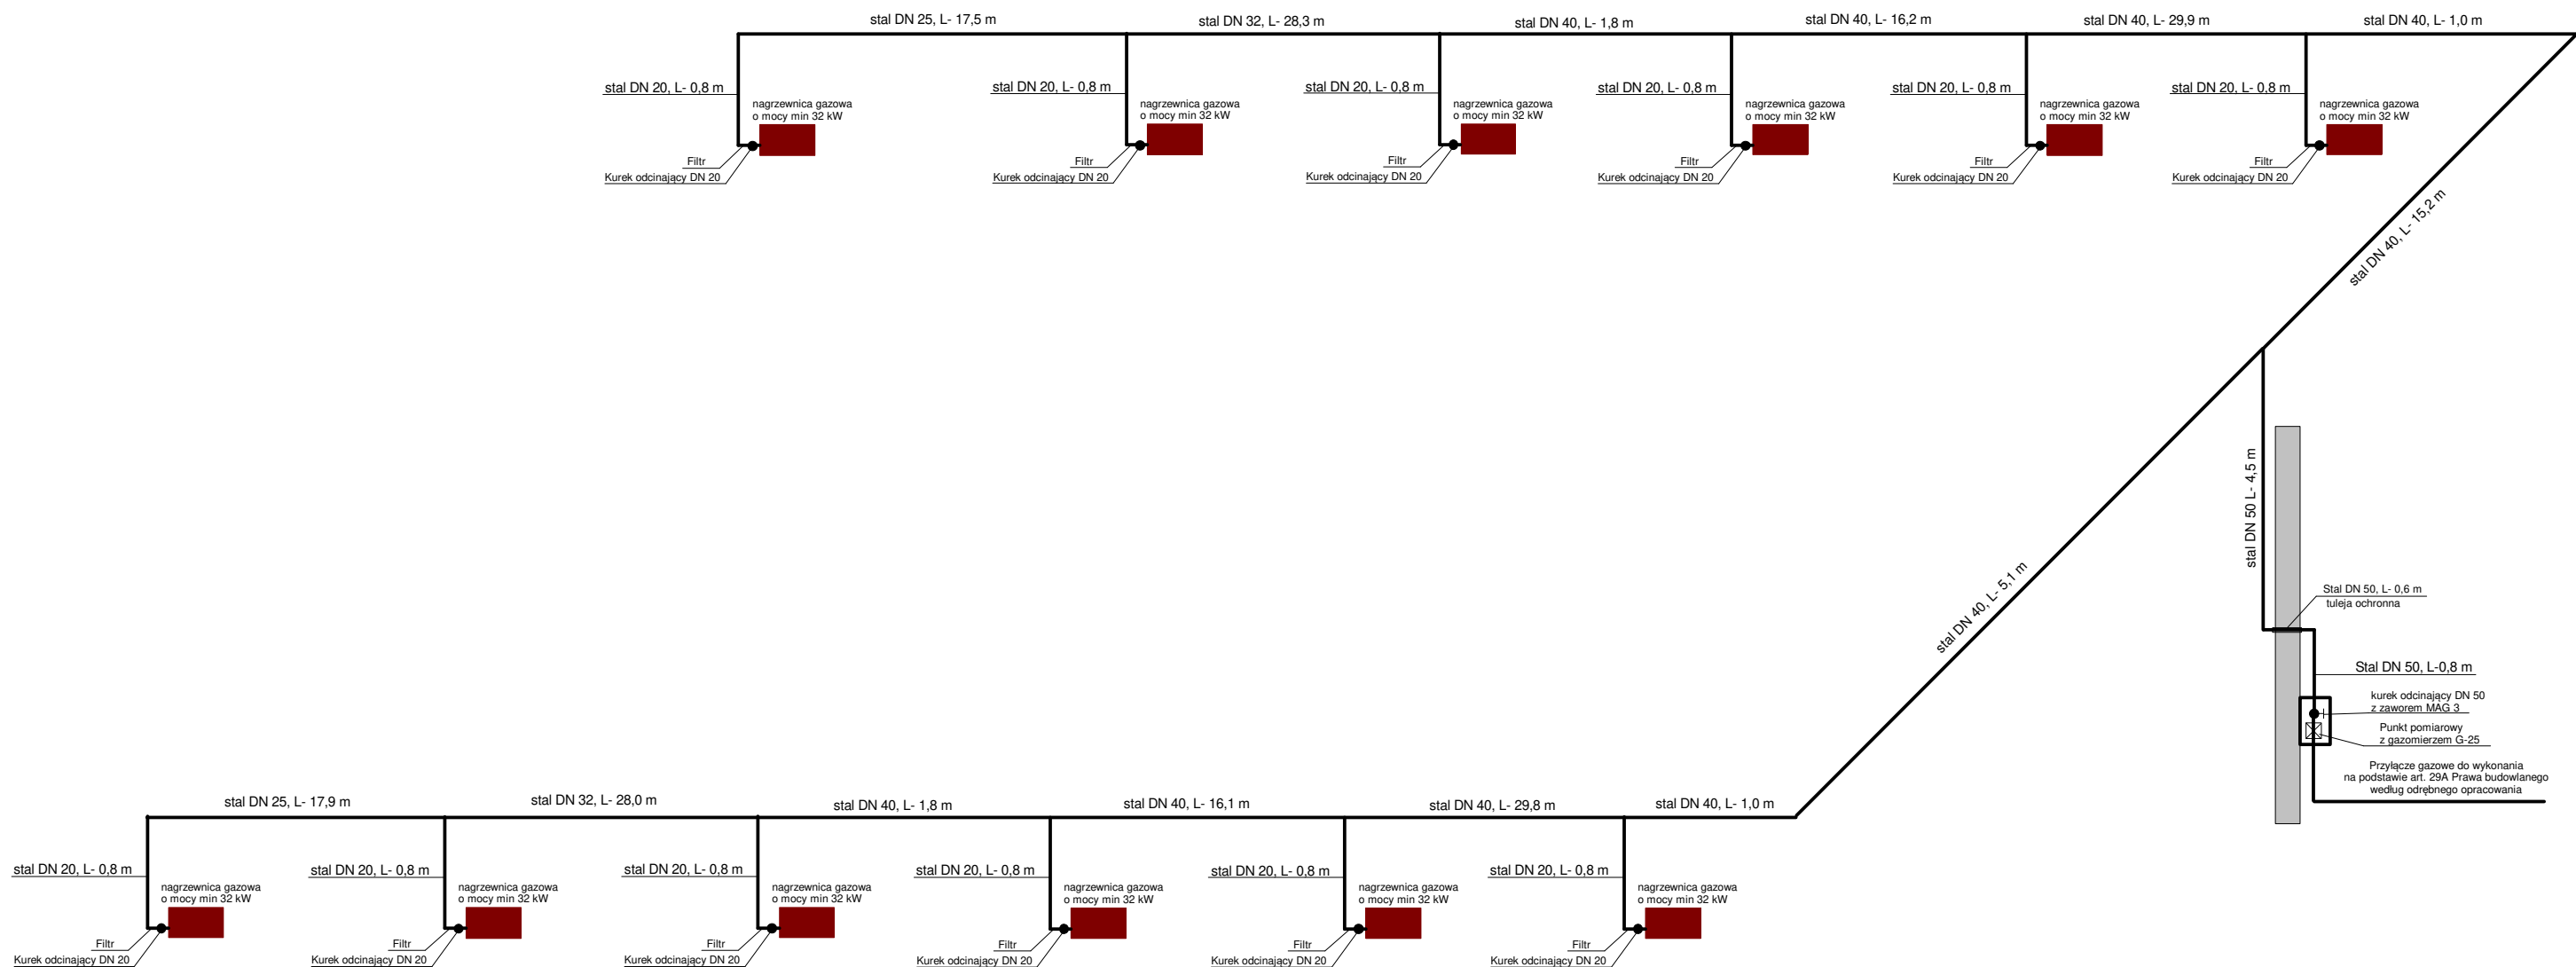 stal DN 25, L- 17,5 m
stal DN 32, L- 28,3 m
stal DN 40, L- 1,8 m
stal DN 40, L- 16,2 m
stal DN 40, L- 29,9 m
stal DN 40, L- 1,0 m
stal DN 20, L- 0,8 m
nagrzewnica gazowa
o mocy min 32 kW
Filtr
Kurek odcinający DN 20
stal DN 20, L- 0,8 m
nagrzewnica gazowa
o mocy min 32 kW
Filtr
Kurek odcinający DN 20
stal DN 20, L- 0,8 m
nagrzewnica gazowa
o mocy min 32 kW
Filtr
Kurek odcinający DN 20
stal DN 20, L- 0,8 m
nagrzewnica gazowa
o mocy min 32 kW
Filtr
Kurek odcinający DN 20
stal DN 20, L- 0,8 m
nagrzewnica gazowa
o mocy min 32 kW
Filtr
Kurek odcinający DN 20
stal DN 20, L- 0,8 m
nagrzewnica gazowa
o mocy min 32 kW
Filtr
Kurek odcinający DN 20
stal DN 40, L- 15,2 m
stal DN 50 L- 4,5 m
stal DN 40, L- 5,1 m
Stal DN 50, L- 0,6 m
tuleja ochronna
Stal DN 50, L-0,8 m
kurek odcinający DN 50
z zaworem MAG 3
Punkt pomiarowy
z gazomierzem G-25
Przyłącze gazowe do wykonania
na podstawie art. 29A Prawa budowlanego
według odrębnego opracowania
stal DN 25, L- 17,9 m
stal DN 32, L- 28,0 m
stal DN 40, L- 1,8 m
stal DN 40, L- 16,1 m
stal DN 40, L- 29,8 m
stal DN 40, L- 1,0 m
stal DN 20, L- 0,8 m
nagrzewnica gazowa
o mocy min 32 kW
Filtr
Kurek odcinający DN 20
stal DN 20, L- 0,8 m
nagrzewnica gazowa
o mocy min 32 kW
Filtr
Kurek odcinający DN 20
stal DN 20, L- 0,8 m
nagrzewnica gazowa
o mocy min 32 kW
Filtr
Kurek odcinający DN 20
stal DN 20, L- 0,8 m
nagrzewnica gazowa
o mocy min 32 kW
Filtr
Kurek odcinający DN 20
stal DN 20, L- 0,8 m
nagrzewnica gazowa
o mocy min 32 kW
Filtr
Kurek odcinający DN 20
stal DN 20, L- 0,8 m
nagrzewnica gazowa
o mocy min 32 kW
Filtr
Kurek odcinający DN 20